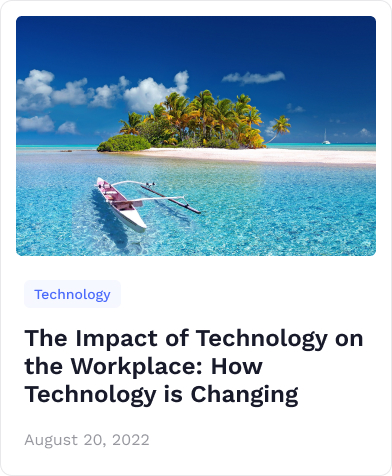 Technology
The Impact of Technology on
the Workplace: How
Technology is Changing
August 20, 2022